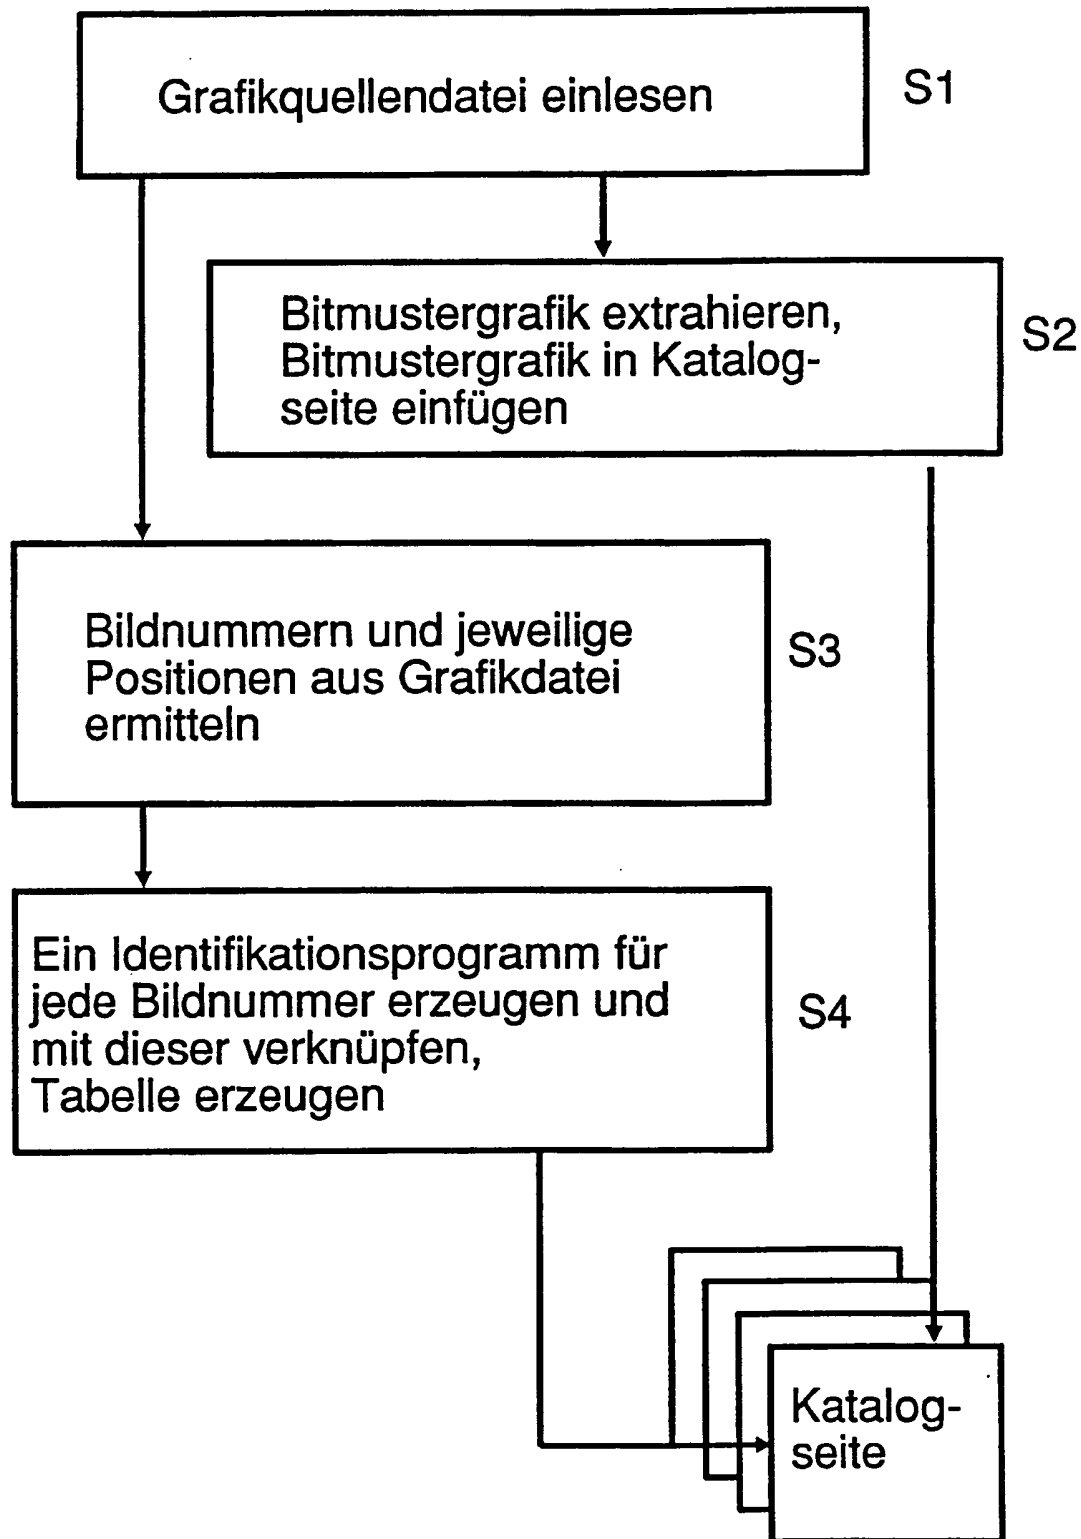 Grafikquellendatei einlesen
S1
Bitmustergrafik extrahieren,
Bitmustergrafik in Katalog-
seite einfügen
S2
Bildnummern und jeweilige
Positionen aus Grafikdatei
ermitteln
S3
Ein Identifikationsprogramm für
jede Bildnummer erzeugen und
mit dieser verknüpfen,
Tabelle erzeugen
S4
Katalog-
seite